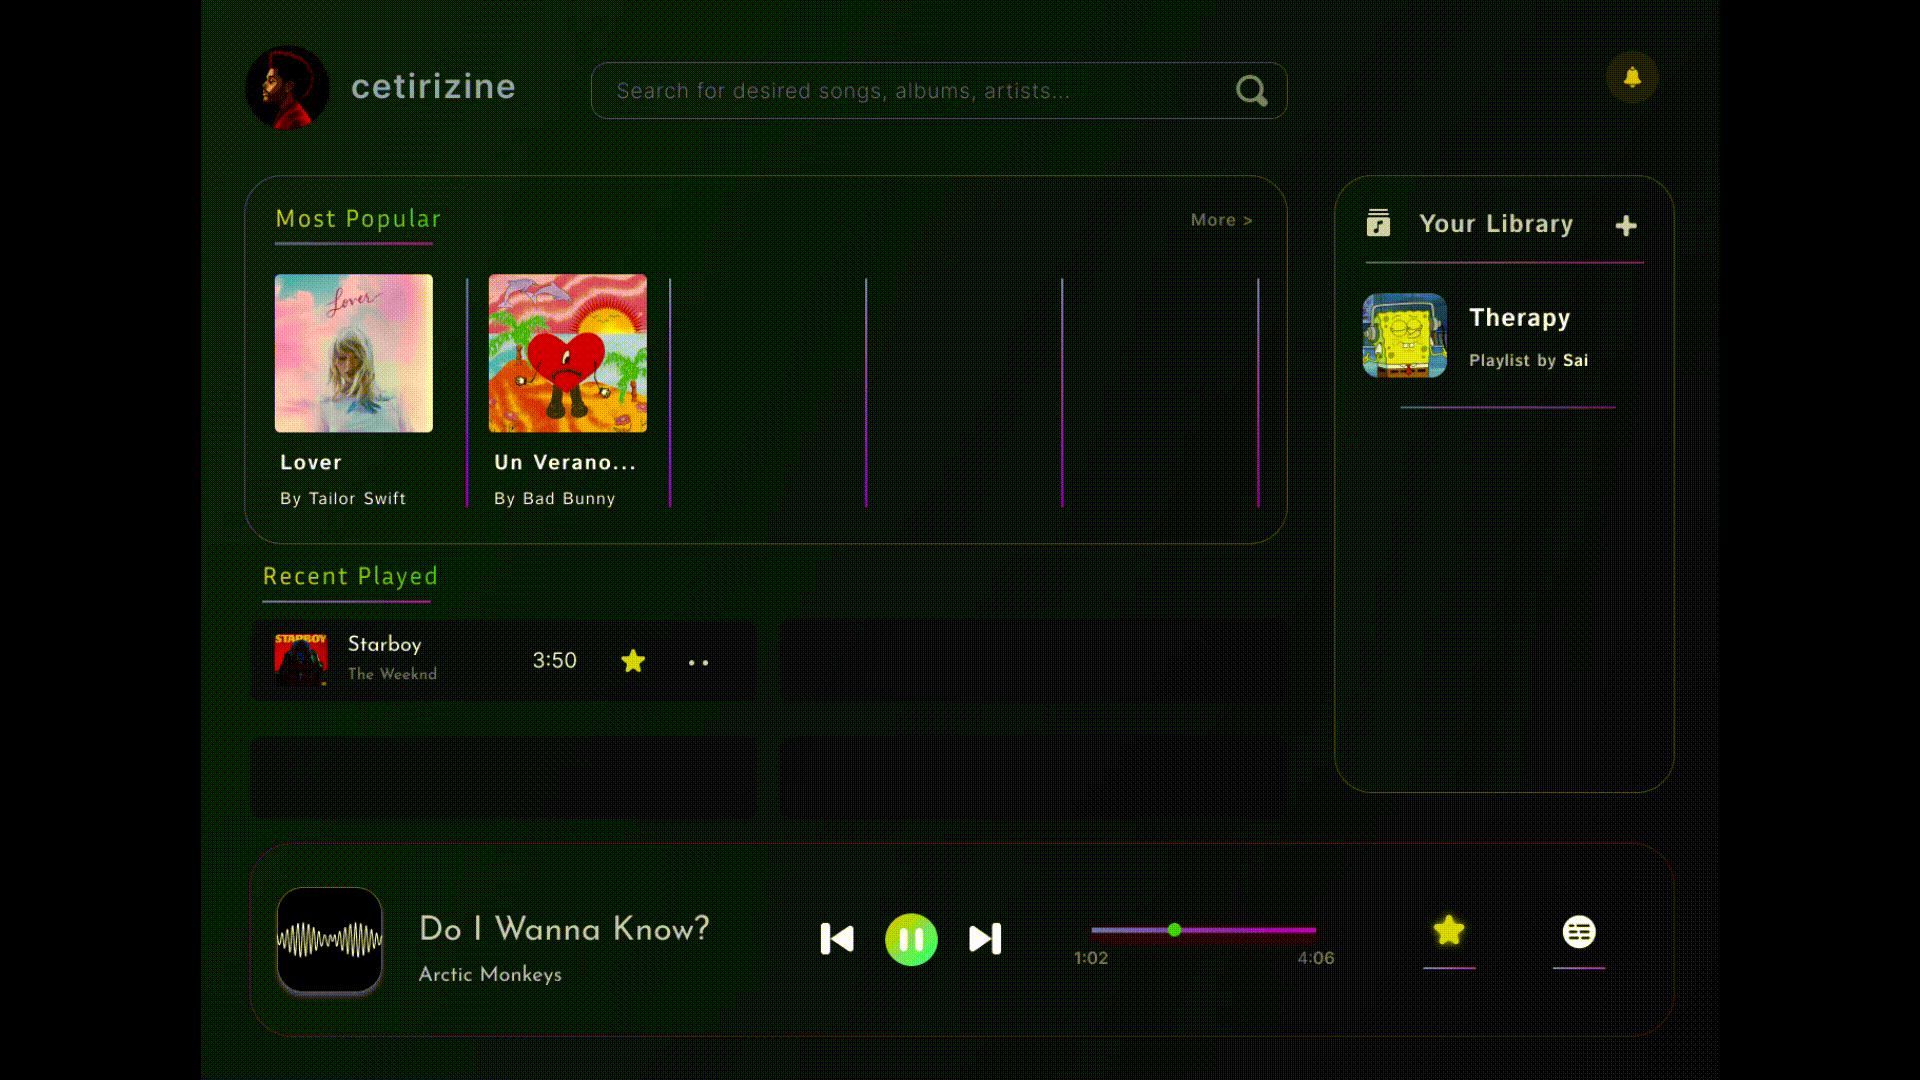 cetirizine
Search for desired songs, albums, artists...
Most Popular
More >
Lover
Lover
By Tailor Swift
Un Verano...
By Bad Bunny
Your Library
Therapy
Playlist by Sai
Recent Played
STARBOY
Starboy
The Weeknd
3:50
Do I Wanna Know?
Arctic Monkeys
1:02
4:06